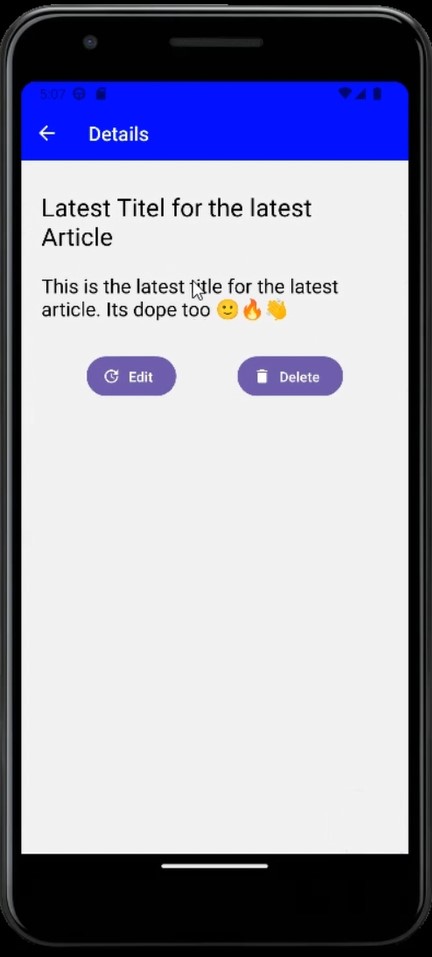 5:07
Details
Latest Titel for the latest
Article
This is the latest title for the latest
article. Its dope too 🙂🔥👏
Edit
Delete